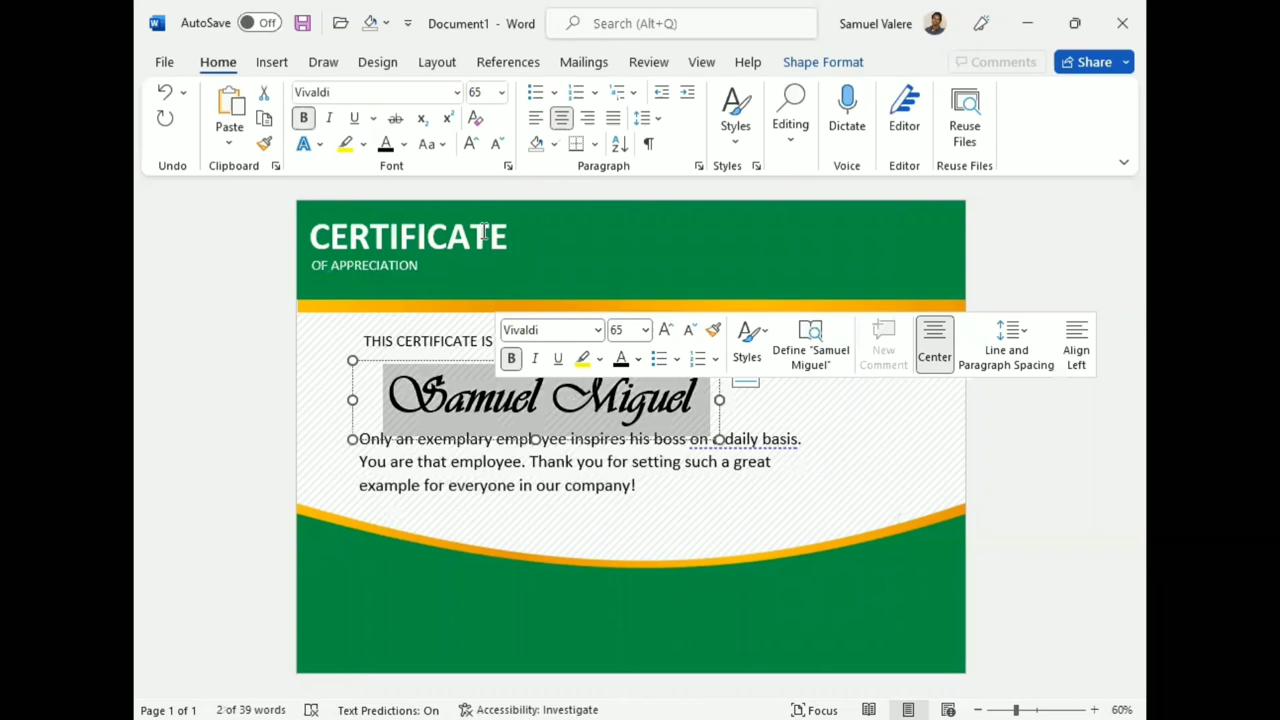 AutoSave Off Document1 - Word Search (Alt+Q) Samuel Valere
File Home Insert Draw Design Layout References Mailings Review View Help Shape Format Comments Share
Vivaldi 65
Paste Styles Editing Dictate Editor Reuse Files
Undo Clipboard Font Paragraph Styles Voice Editor Reuse Files
CERTIFICATE
OF APPRECIATION
THIS CERTIFICATE IS
Vivaldi 65
B I U
Styles Define "Samuel Miguel" New Comment Center Line and Paragraph Spacing Align Left
Samuel Miguel
Only an exemplary employee inspires his boss on a daily basis.
You are that employee. Thank you for setting such a great
example for everyone in our company!
Page 1 of 1 2 of 39 words Text Predictions: On Accessibility: Investigate Focus 60%